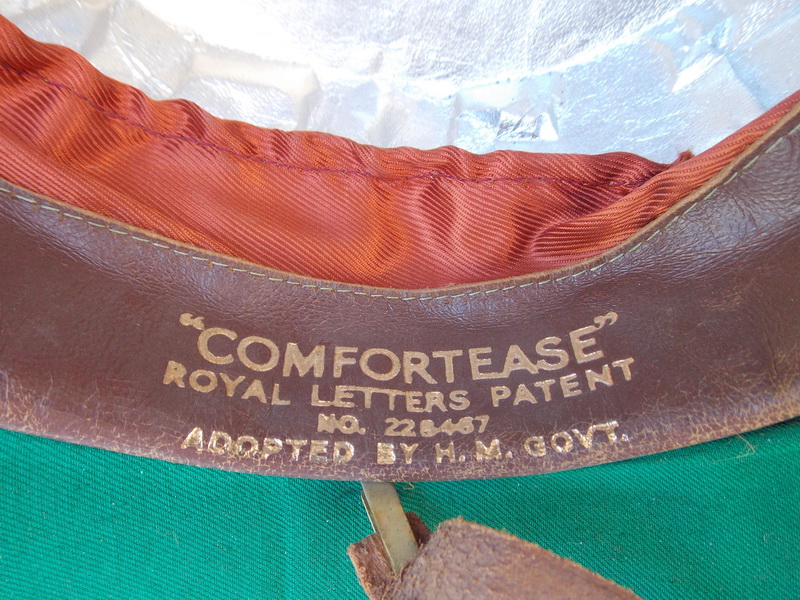 “COMFORTEASE”
ROYAL LETTERS PATENT
NO. 228467
ADOPTED BY H.M. GOVT.